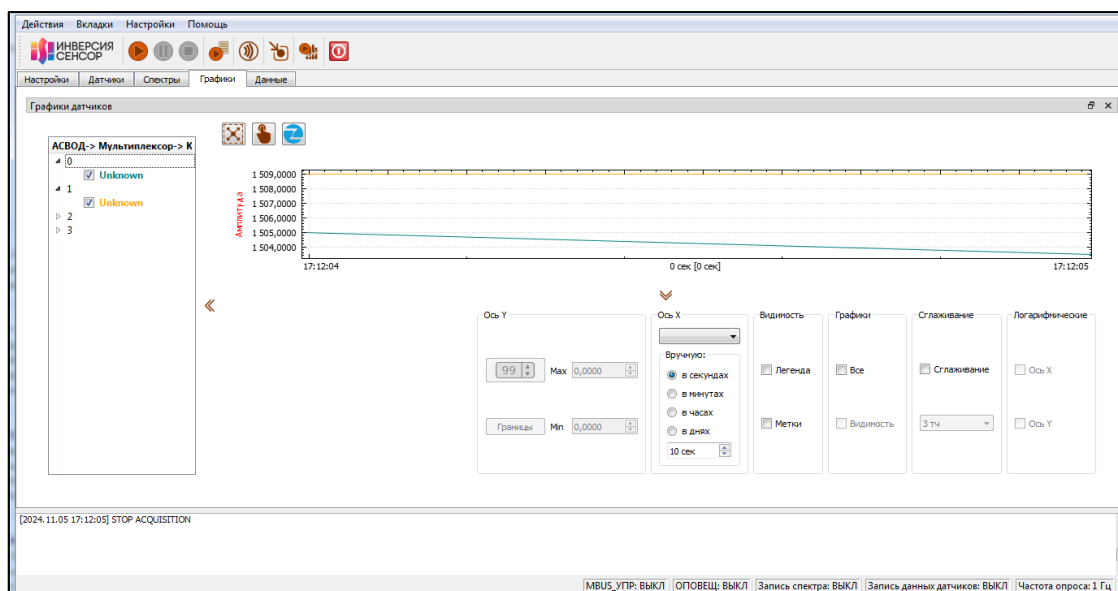 Действия Вкладки Настройки Помощь
ИНВЕРСИЯ
СЕНСОР
Настройки Датчики Спектры Графики Данные
Графики датчиков
АСВОД-> Мультиплексор-> К
0
Unknown
1
Unknown
2
3
Амплитуда
1 509,0000
1 508,0000
1 507,0000
1 506,0000
1 505,0000
1 504,0000
17:12:04 0 сек [0 сек] 17:12:05
Ось Y
99 Max 0,0000
Границы Min 0,0000
Ось X
Вручную:
в секундах
в минутах
в часах
в днях
10 сек
Видимость
Легенда
Метки
Графики
Все
Видимость
Сглаживание
Сглаживание
3 тч
Логарифмические
Ось X
Ось Y
[2024.11.05 17:12:05] STOP ACQUISITION
MBUS_УПР: ВЫКЛ ОПОВЕЩ: ВЫКЛ Запись спектра: ВЫКЛ Запись данных датчиков: ВЫКЛ Частота опроса: 1 Гц